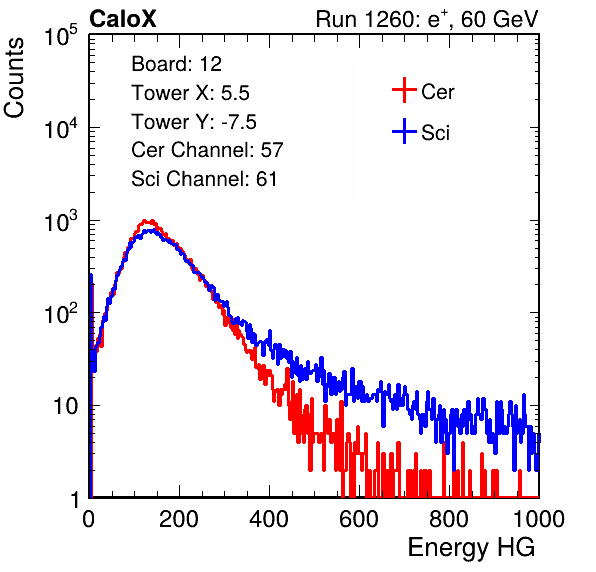 CaloX Run 1260: e⁺, 60 GeV
Counts
10⁵
10⁴
10³
10²
10
1
Board: 12
Tower X: 5.5
Tower Y: -7.5
Cer Channel: 57
Sci Channel: 61
Cer
Sci
0 200 400 600 800 1000
Energy HG